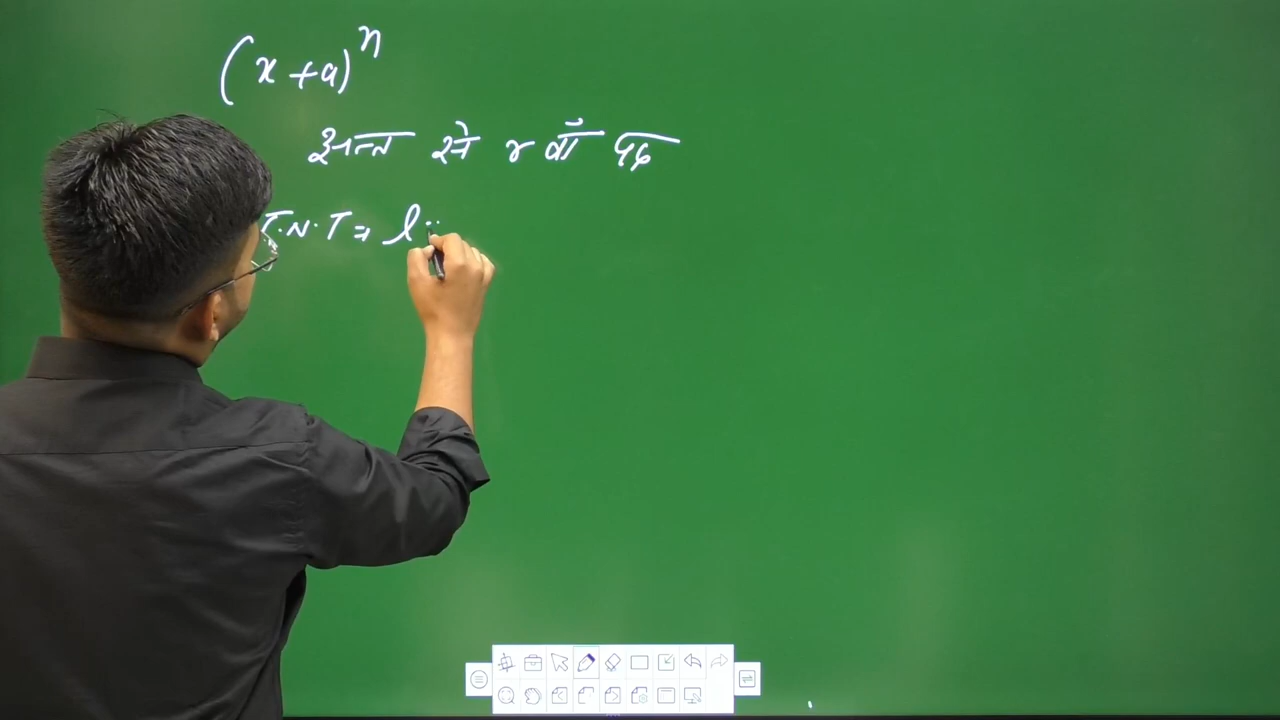 (x + a)^n
अन्त से r वाँ पद
T.N.T =